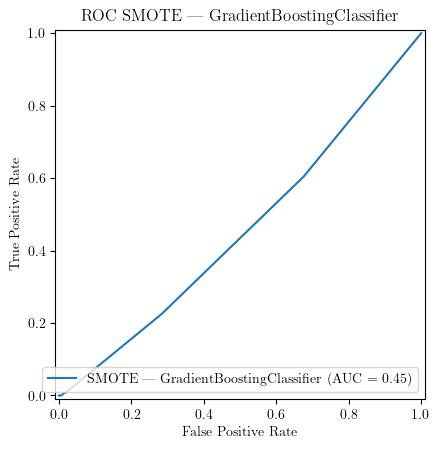 ROC SMOTE — GradientBoostingClassifier
1.0
0.8
0.6
0.4
0.2
0.0
True Positive Rate
SMOTE — GradientBoostingClassifier (AUC = 0.45)
0.0 0.2 0.4 0.6 0.8 1.0
False Positive Rate